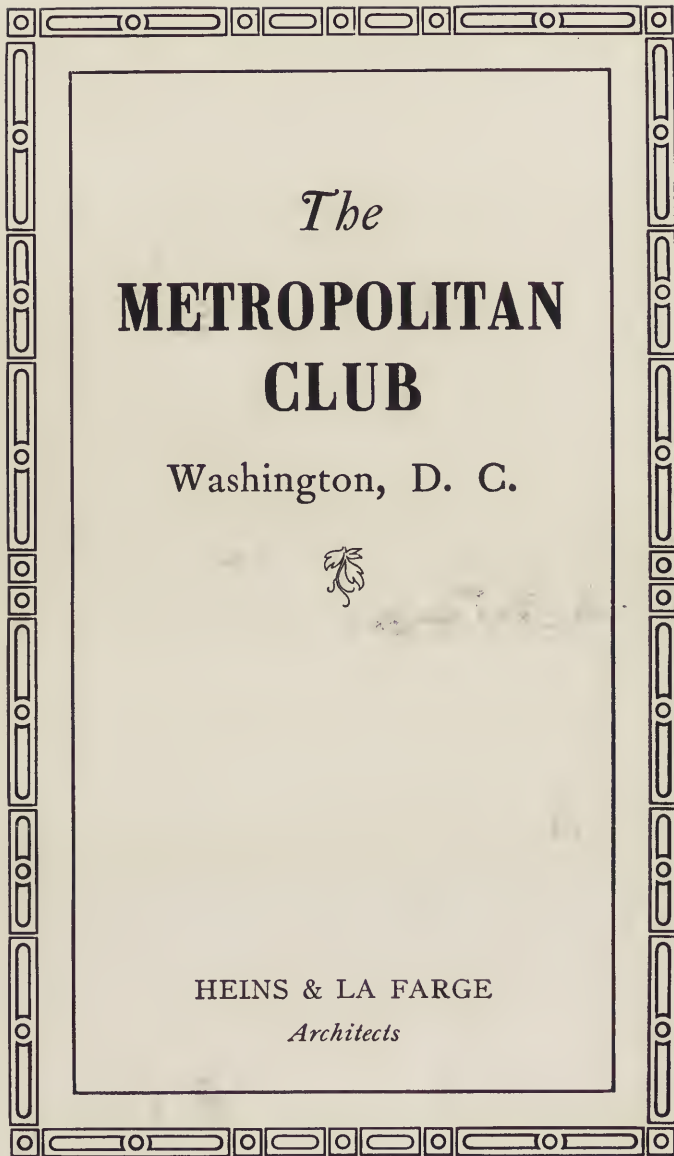 The
METROPOLITAN
CLUB
Washington, D. C.
HEINS & LA FARGE
Architects